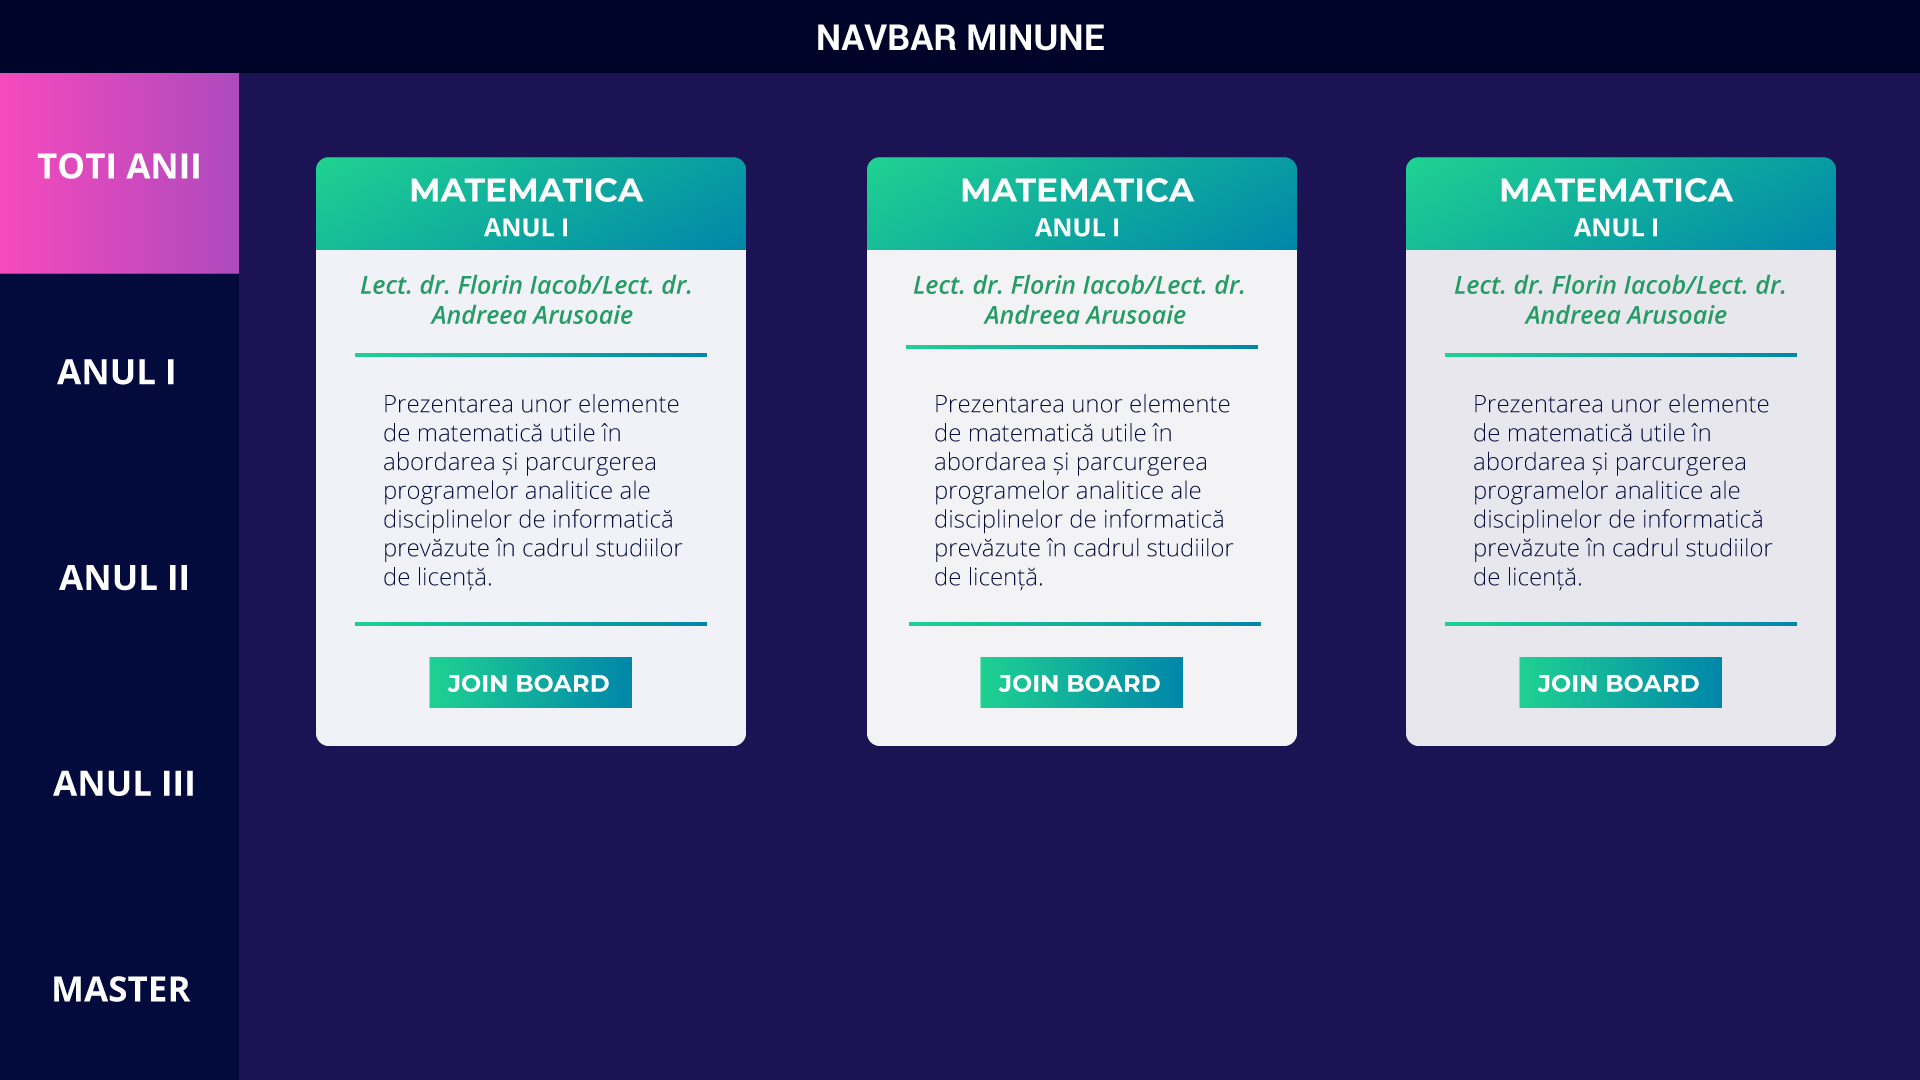 NAVBAR MINUNE
TOTI ANII
ANUL I
ANUL II
ANUL III
MASTER
MATEMATICA
ANUL I
Lect. dr. Florin Iacob/Lect. dr.
Andreea Arusoaie
Prezentarea unor elemente
de matematică utile în
abordarea și parcurgerea
programelor analitice ale
disciplinelor de informatică
prevăzute în cadrul studiilor
de licență.
JOIN BOARD
MATEMATICA
ANUL I
Lect. dr. Florin Iacob/Lect. dr.
Andreea Arusoaie
Prezentarea unor elemente
de matematică utile în
abordarea și parcurgerea
programelor analitice ale
disciplinelor de informatică
prevăzute în cadrul studiilor
de licență.
JOIN BOARD
MATEMATICA
ANUL I
Lect. dr. Florin Iacob/Lect. dr.
Andreea Arusoaie
Prezentarea unor elemente
de matematică utile în
abordarea și parcurgerea
programelor analitice ale
disciplinelor de informatică
prevăzute în cadrul studiilor
de licență.
JOIN BOARD